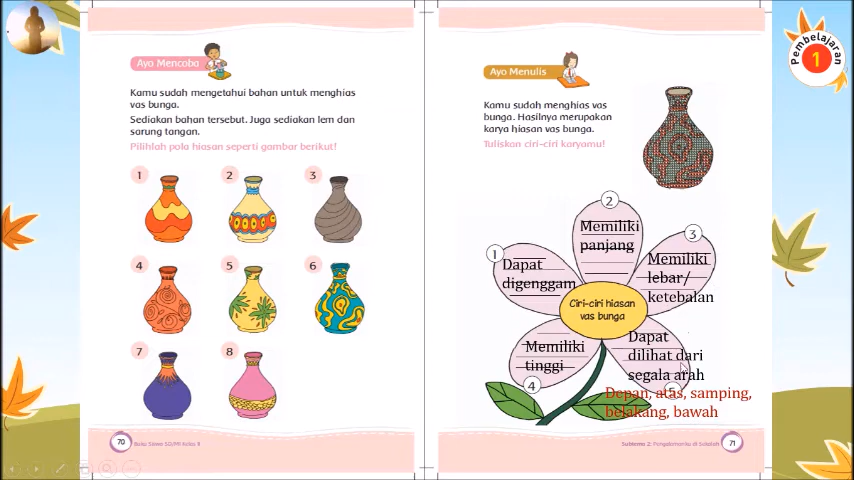 Ayo Mencoba
Kamu sudah mengetahui bahan untuk menghias
vas bunga.
Sediakan bahan tersebut. Juga sediakan lem dan
sarung tangan.
Pilihlah pola hiasan seperti gambar berikut!
1
2
3
4
5
6
7
8
70
Buku Siswa SD/MI Kelas II
Ayo Menulis
Kamu sudah menghias vas
bunga. Hasilnya merupakan
karya hiasan vas bunga.
Tuliskan ciri-ciri karyamu!
Ciri-ciri hiasan
vas bunga
1
Dapat
digenggam
2
Memiliki
panjang
3
Memiliki
lebar/
ketebalan
4
Memiliki
tinggi
Dapat
dilihat dari
segala arah
Depan, atas, samping,
belakang, bawah
Subtema 2: Pengalamanku di Sekolah
71
Pembelajaran
1